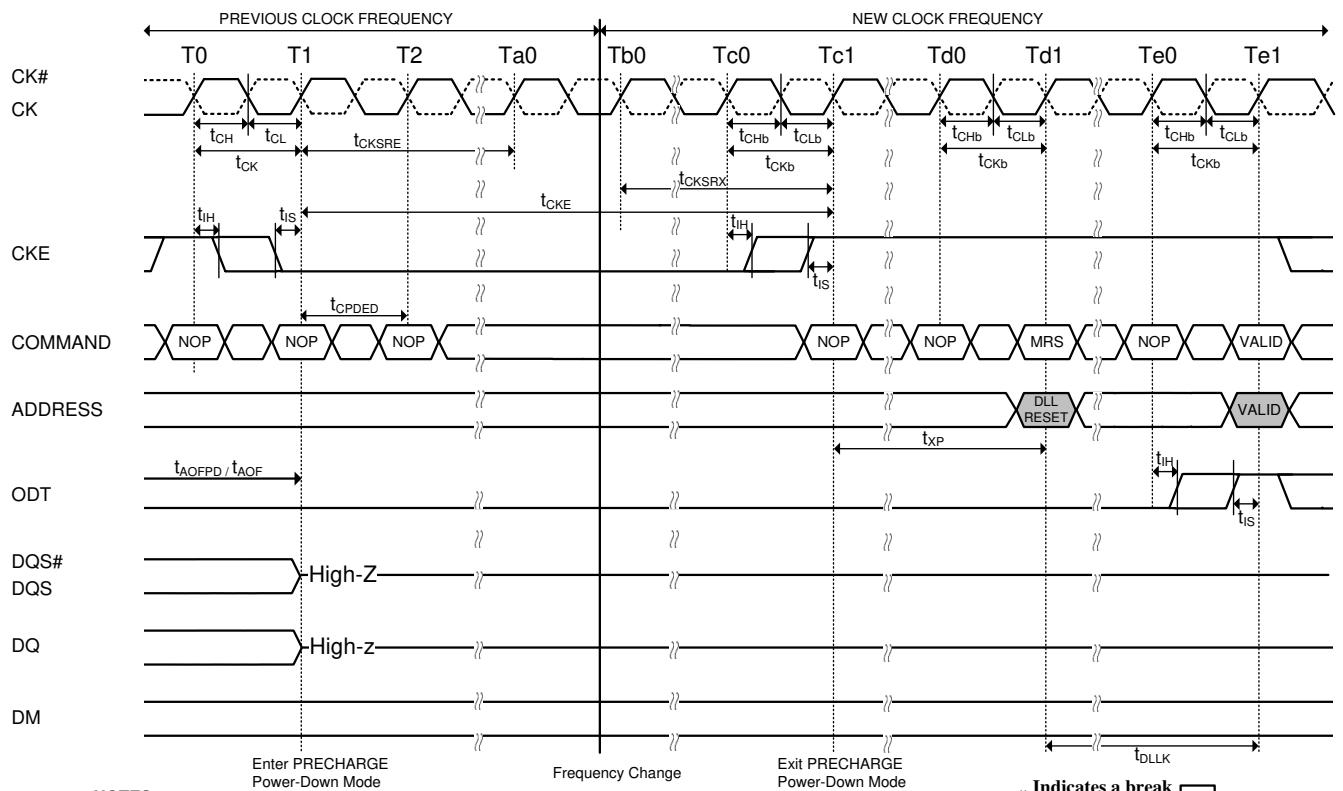 PREVIOUS CLOCK FREQUENCY NEW CLOCK FREQUENCY
T0 T1 T2 Ta0 Tb0 Tc0 Tc1 Td0 Td1 Te0 Te1
CK#
CK
tCH tCL tCHb tCLb tCHb tCLb tCHb tCLb
tCK tCKSRE tCKb tCKb tCKb
tCKSRX
tCKE
tIH tIS tIH
CKE
tIS
tCPDED
COMMAND NOP NOP NOP NOP NOP MRS NOP VALID
ADDRESS DLL RESET VALID
tXP
tAOFPD / tAOF tIH
ODT
tIS
DQS#
High-Z
DQS
DQ High-z
DM
tDLLK
Enter PRECHARGE
Power-Down Mode
Frequency Change
Exit PRECHARGE
Power-Down Mode
Indicates a break